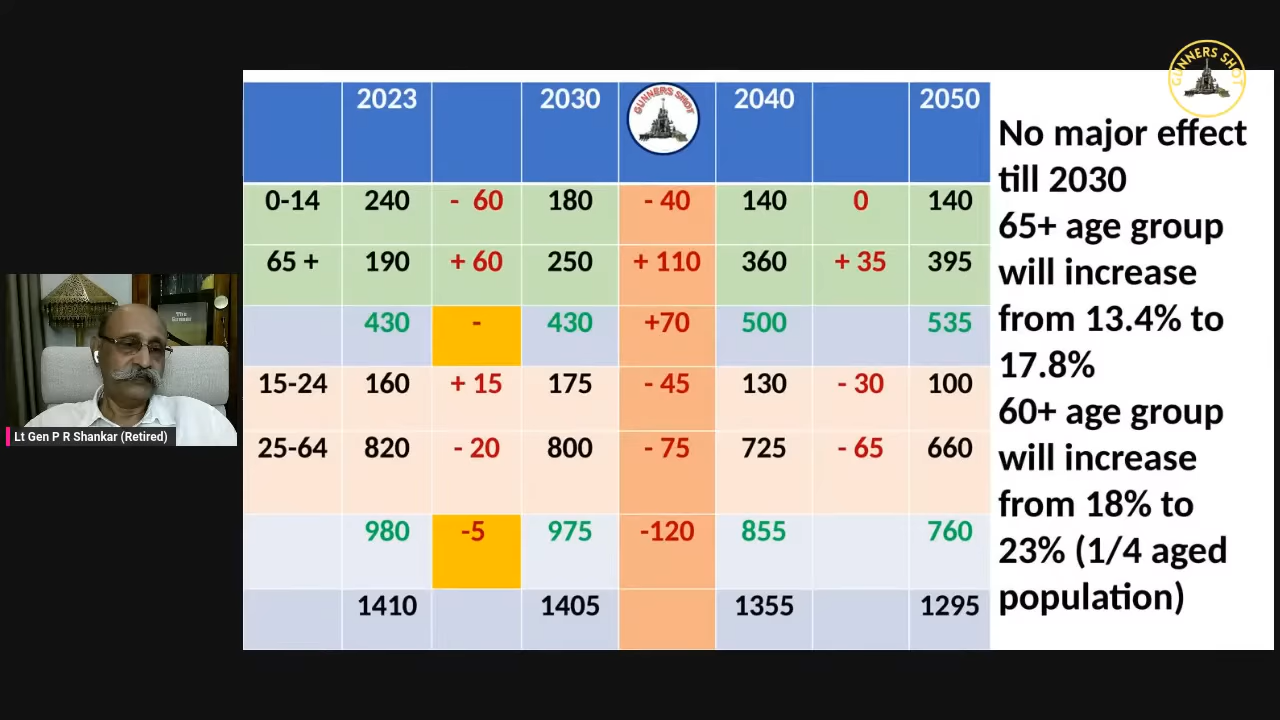 GUNNERS SHOT
2023 2030 GUNNERS SHOT 2040 2050
0-14 240 - 60 180 - 40 140 0 140
65 + 190 + 60 250 + 110 360 + 35 395
430 - 430 +70 500 535
15-24 160 + 15 175 - 45 130 - 30 100
25-64 820 - 20 800 - 75 725 - 65 660
980 -5 975 -120 855 760
1410 1405 1355 1295
No major effect
till 2030
65+ age group
will increase
from 13.4% to
17.8%
60+ age group
will increase
from 18% to
23% (1/4 aged
population)
Lt Gen P R Shankar (Retired)